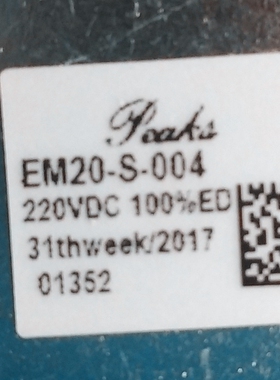 Peaks
EM20-S-004
220VDC 100%ED
31thweek/2017
01352